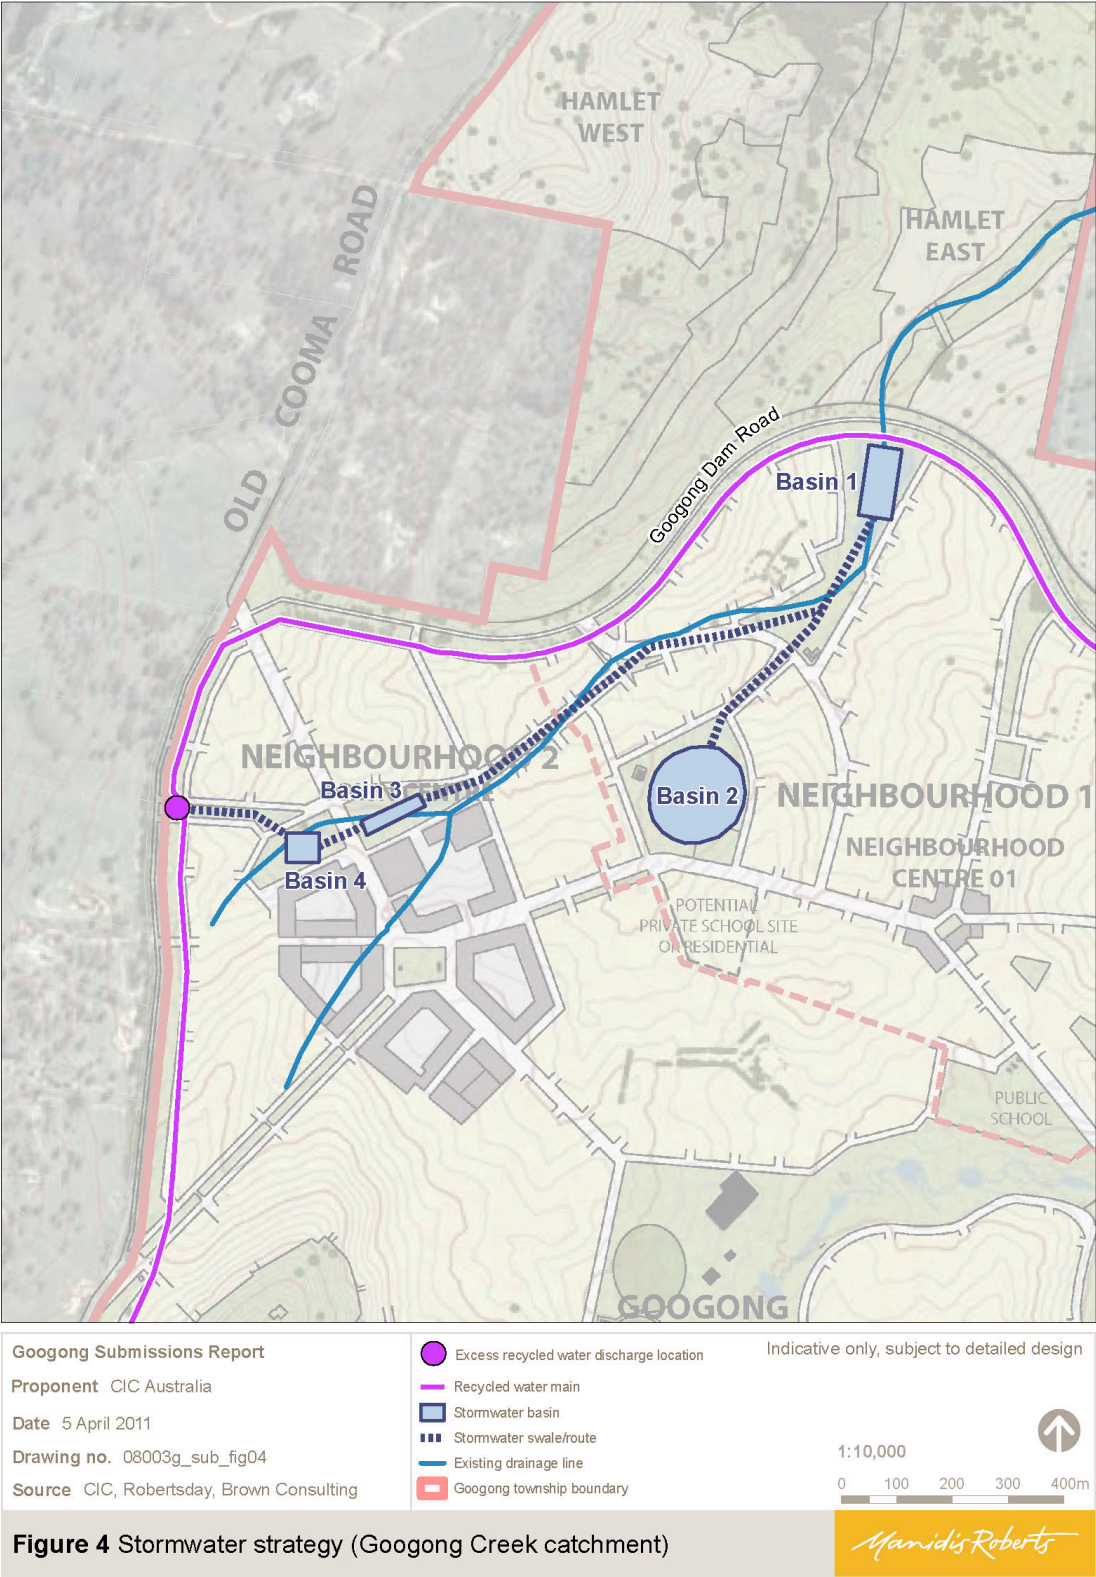 HAMLET
WEST
HAMLET
EAST
OLD COOMA ROAD
Googong Dam Road
Basin 1
NEIGHBOURHOOD 2
CENTRE
Basin 3
Basin 2
NEIGHBOURHOOD 1
Basin 4
NEIGHBOURHOOD
CENTRE 01
POTENTIAL
PRIVATE SCHOOL SITE
OR RESIDENTIAL
PUBLIC
SCHOOL
GOOGONG
Googong Submissions Report
Proponent CIC Australia
Date 5 April 2011
Drawing no. 08003g_sub_fig04
Source CIC, Robertsday, Brown Consulting
Excess recycled water discharge location
Recycled water main
Stormwater basin
Stormwater swale/route
Existing drainage line
Googong township boundary
Indicative only, subject to detailed design
1:10,000
0 100 200 300 400m
Figure 4 Stormwater strategy (Googong Creek catchment)
Manidis Roberts